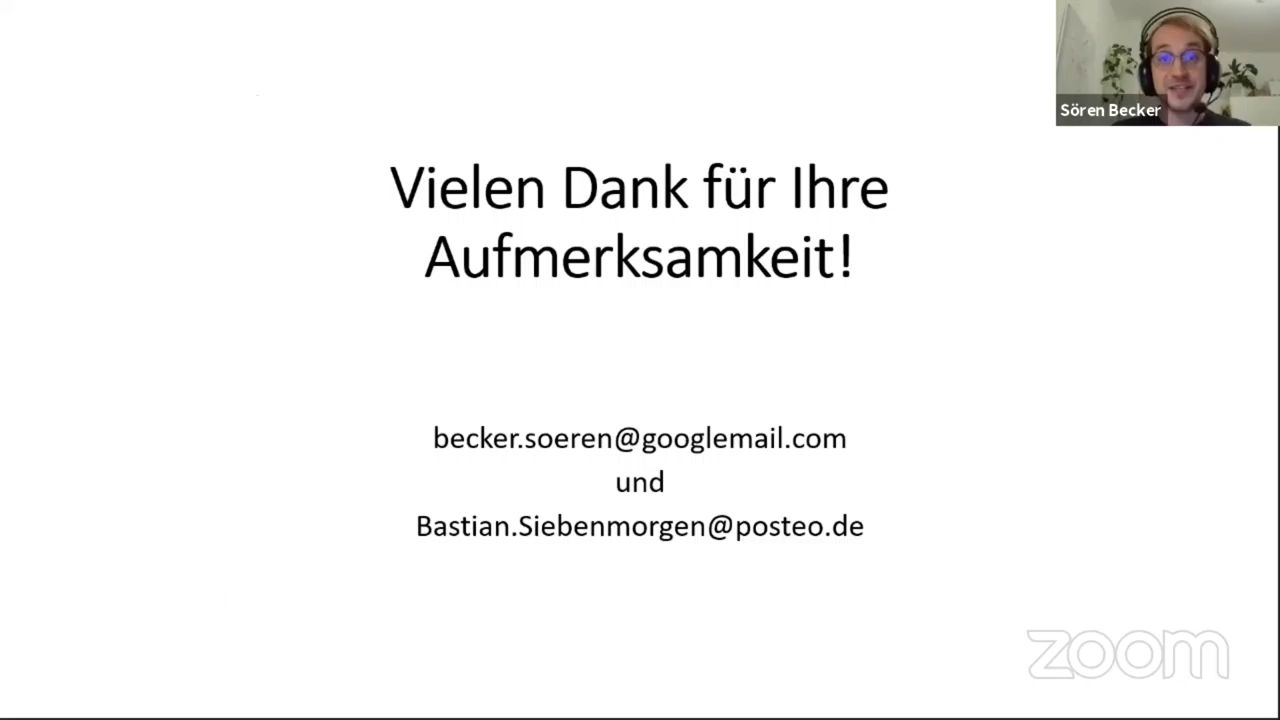 Sören Becker
Vielen Dank für Ihre
Aufmerksamkeit!
becker.soeren@googlemail.com
und
Bastian.Siebenmorgen@posteo.de
zoom